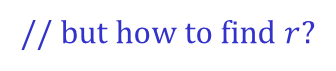 // but how to find r?